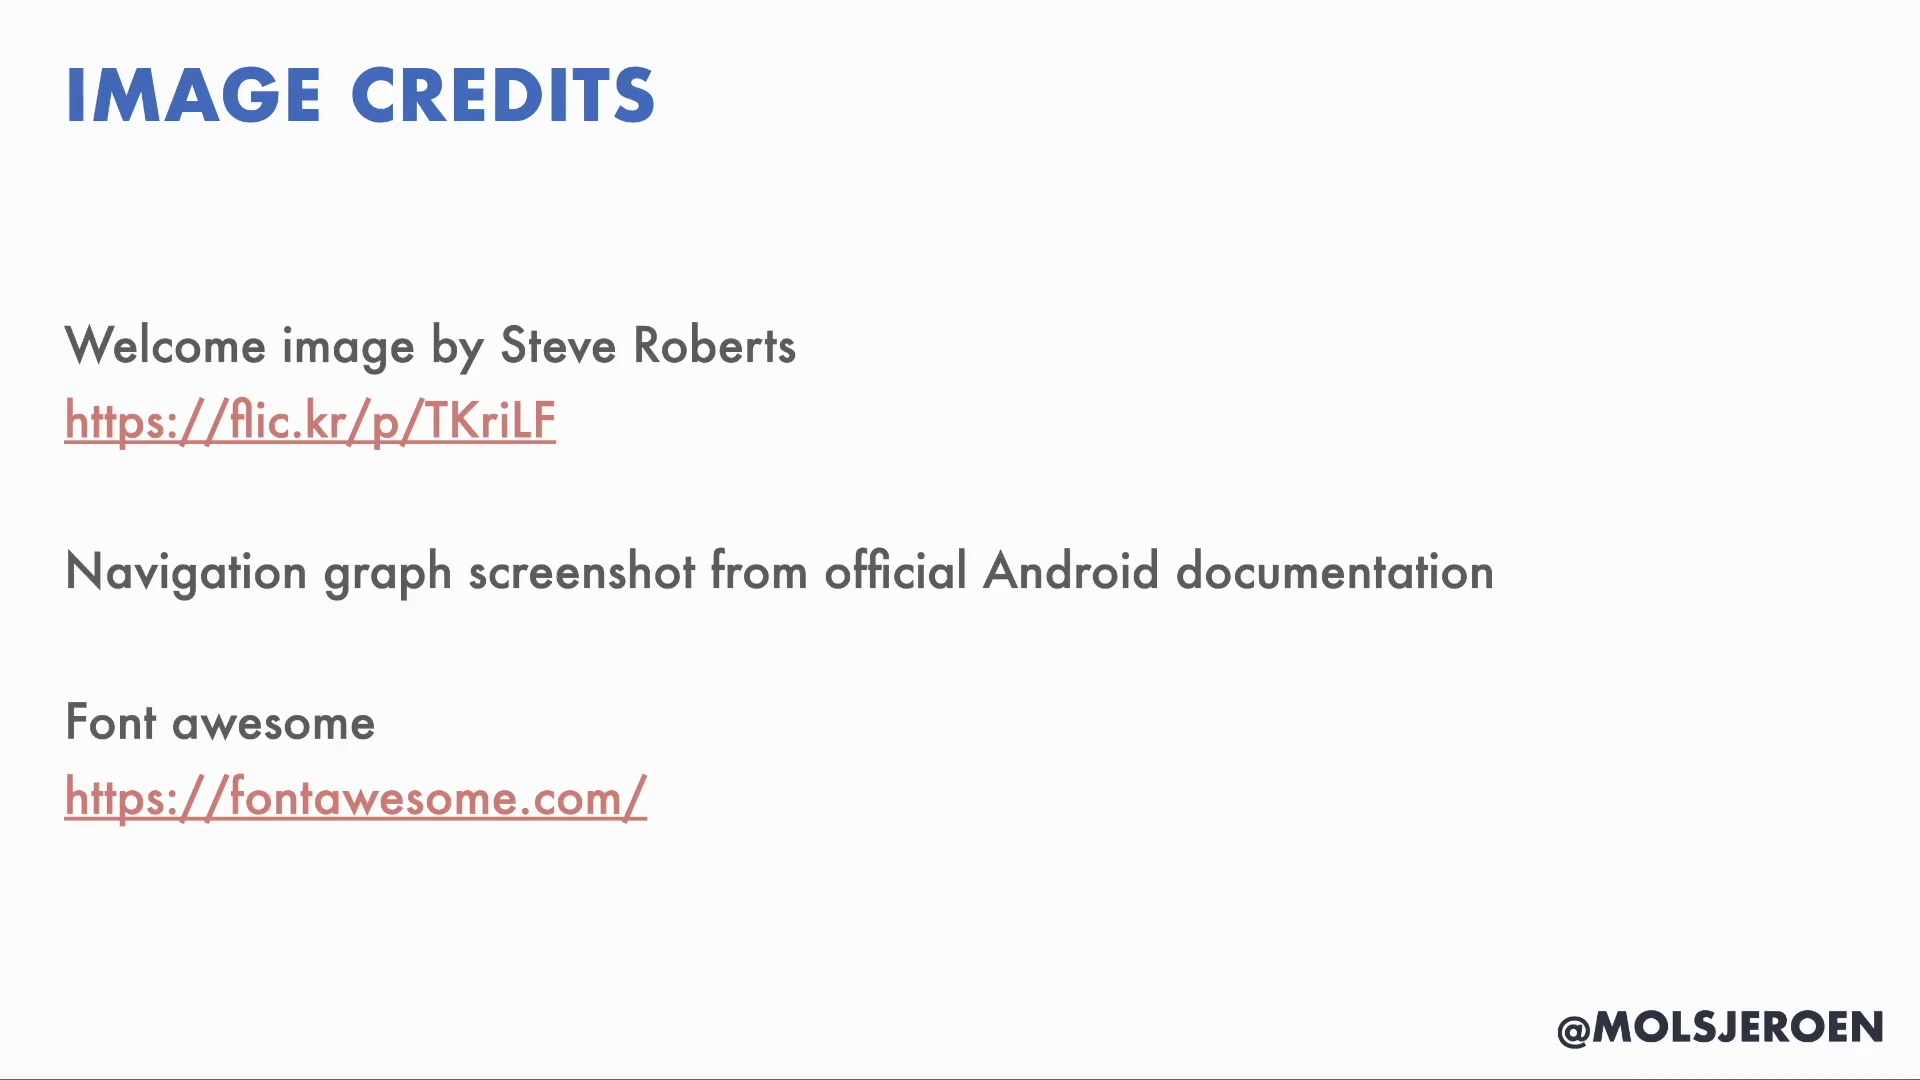 IMAGE CREDITS
Welcome image by Steve Roberts
https://flic.kr/p/TKriLF
Navigation graph screenshot from official Android documentation
Font awesome
https://fontawesome.com/
@MOLSJEROEN